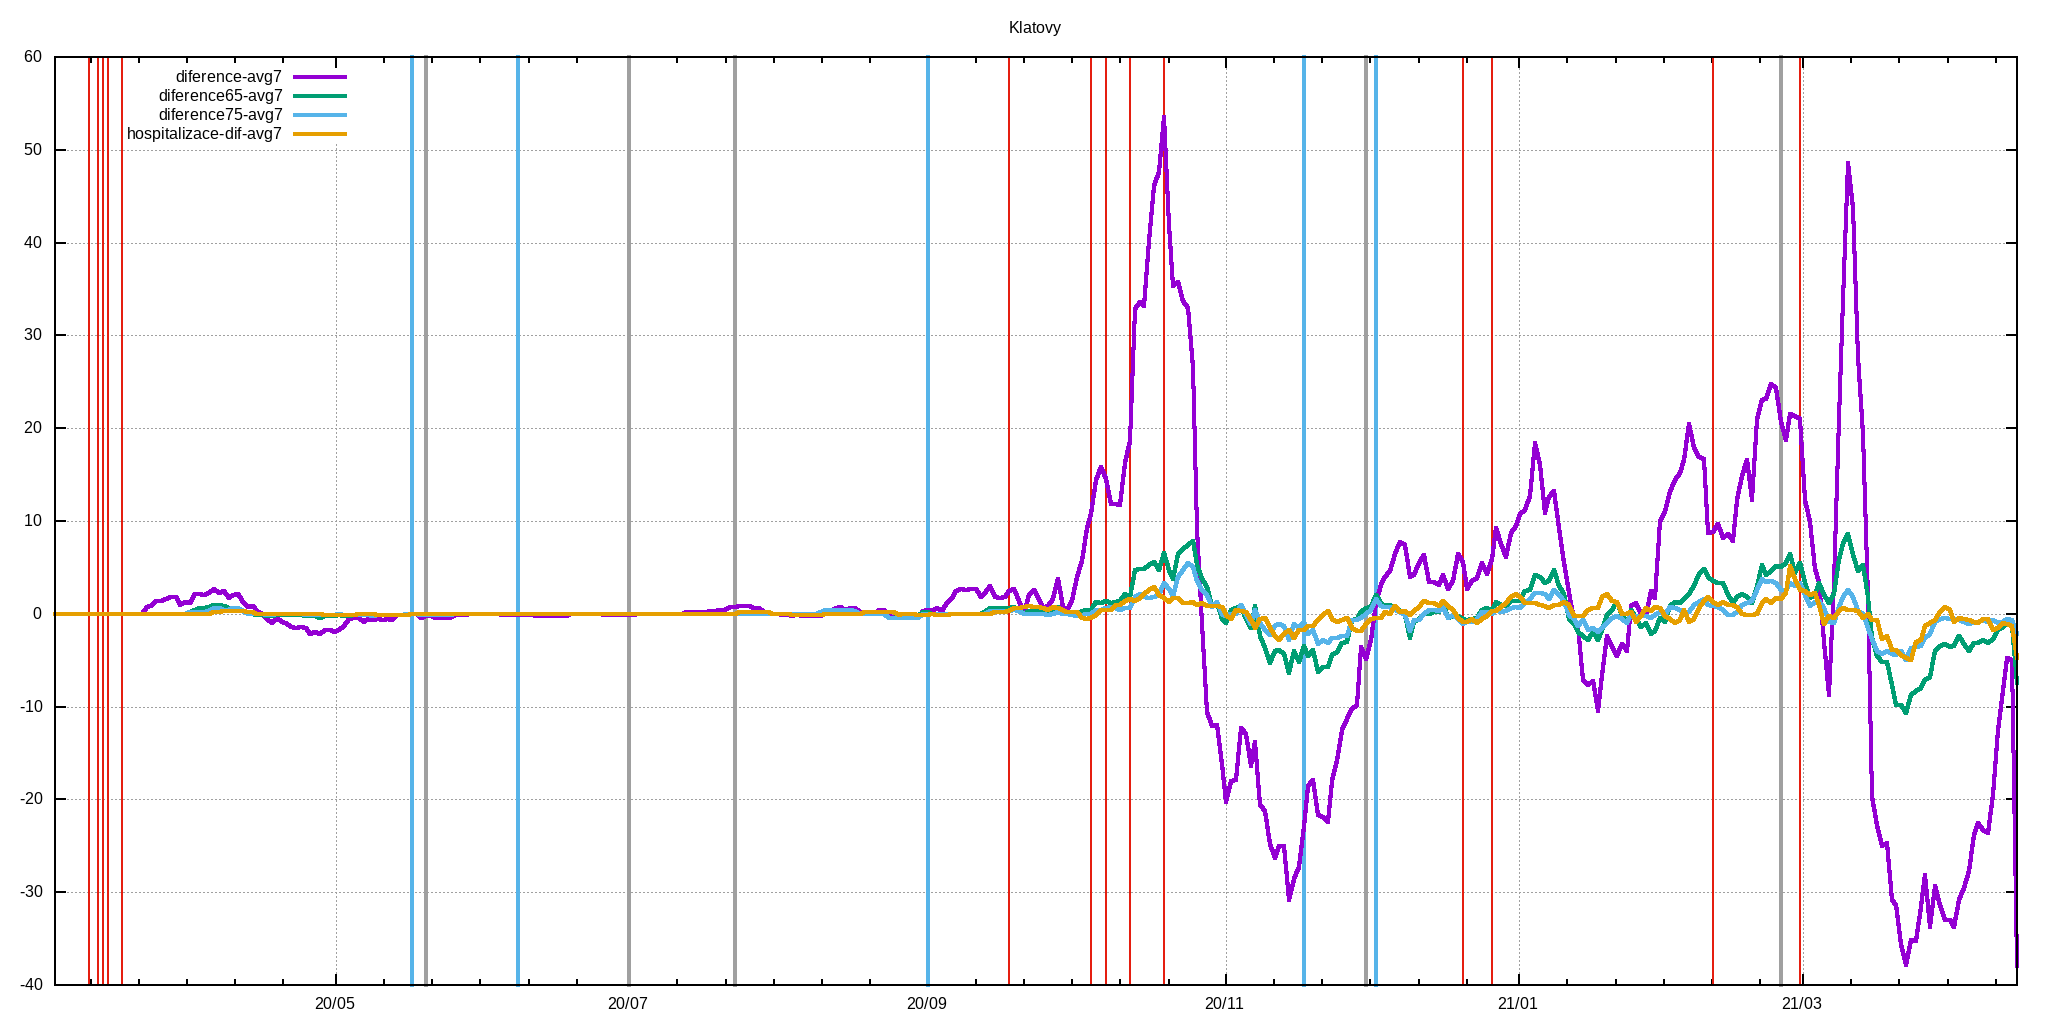 Klatovy
60
diference-avg7
diference65-avg7
diference75-avg7
hospitalizace-dif-avg7
50
40
30
20
10
0
-10
-20
-30
-40
20/05 20/07 20/09 20/11 21/01 21/03